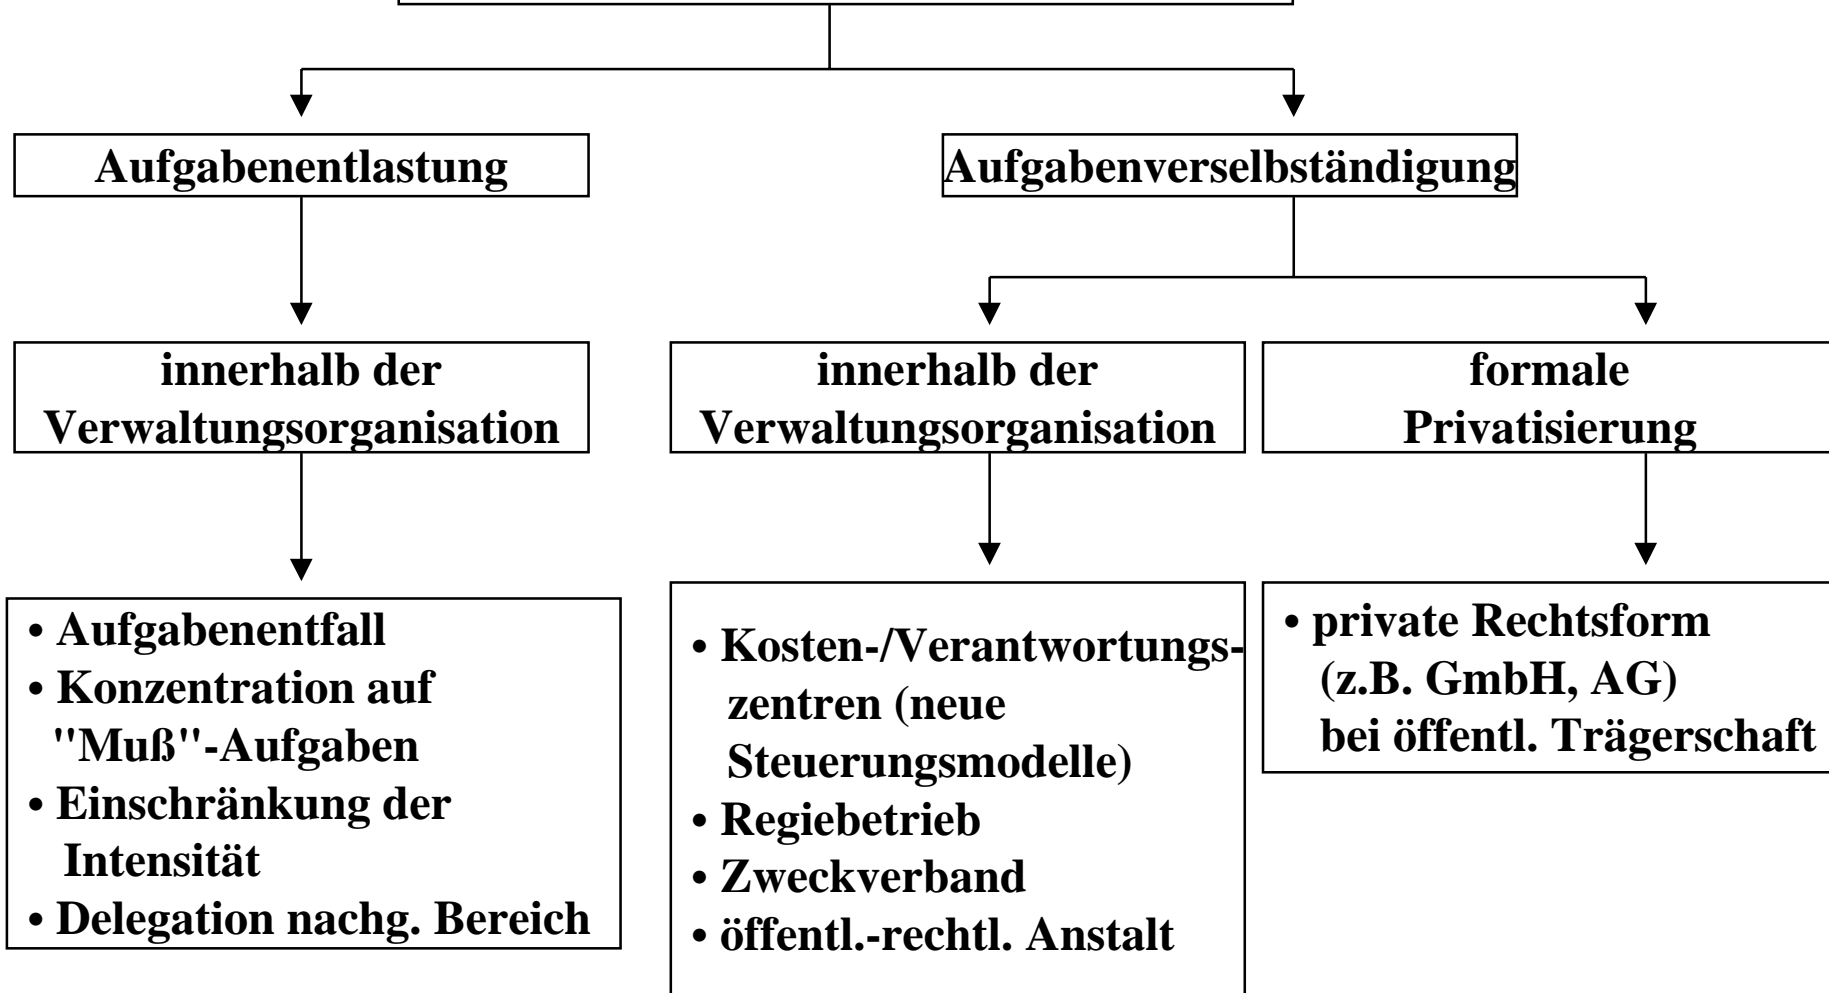 Aufgabenentlastung
Aufgabenverselbständigung
innerhalb der
Verwaltungsorganisation
innerhalb der
Verwaltungsorganisation
formale
Privatisierung
• Aufgabenentfall
• Konzentration auf
"Muß"-Aufgaben
• Einschränkung der
Intensität
• Delegation nachg. Bereich
• Kosten-/Verantwortungs-
zentren (neue
Steuerungsmodelle)
• Regiebetrieb
• Zweckverband
• öffentl.-rechtl. Anstalt
• private Rechtsform
(z.B. GmbH, AG)
bei öffentl. Trägerschaft